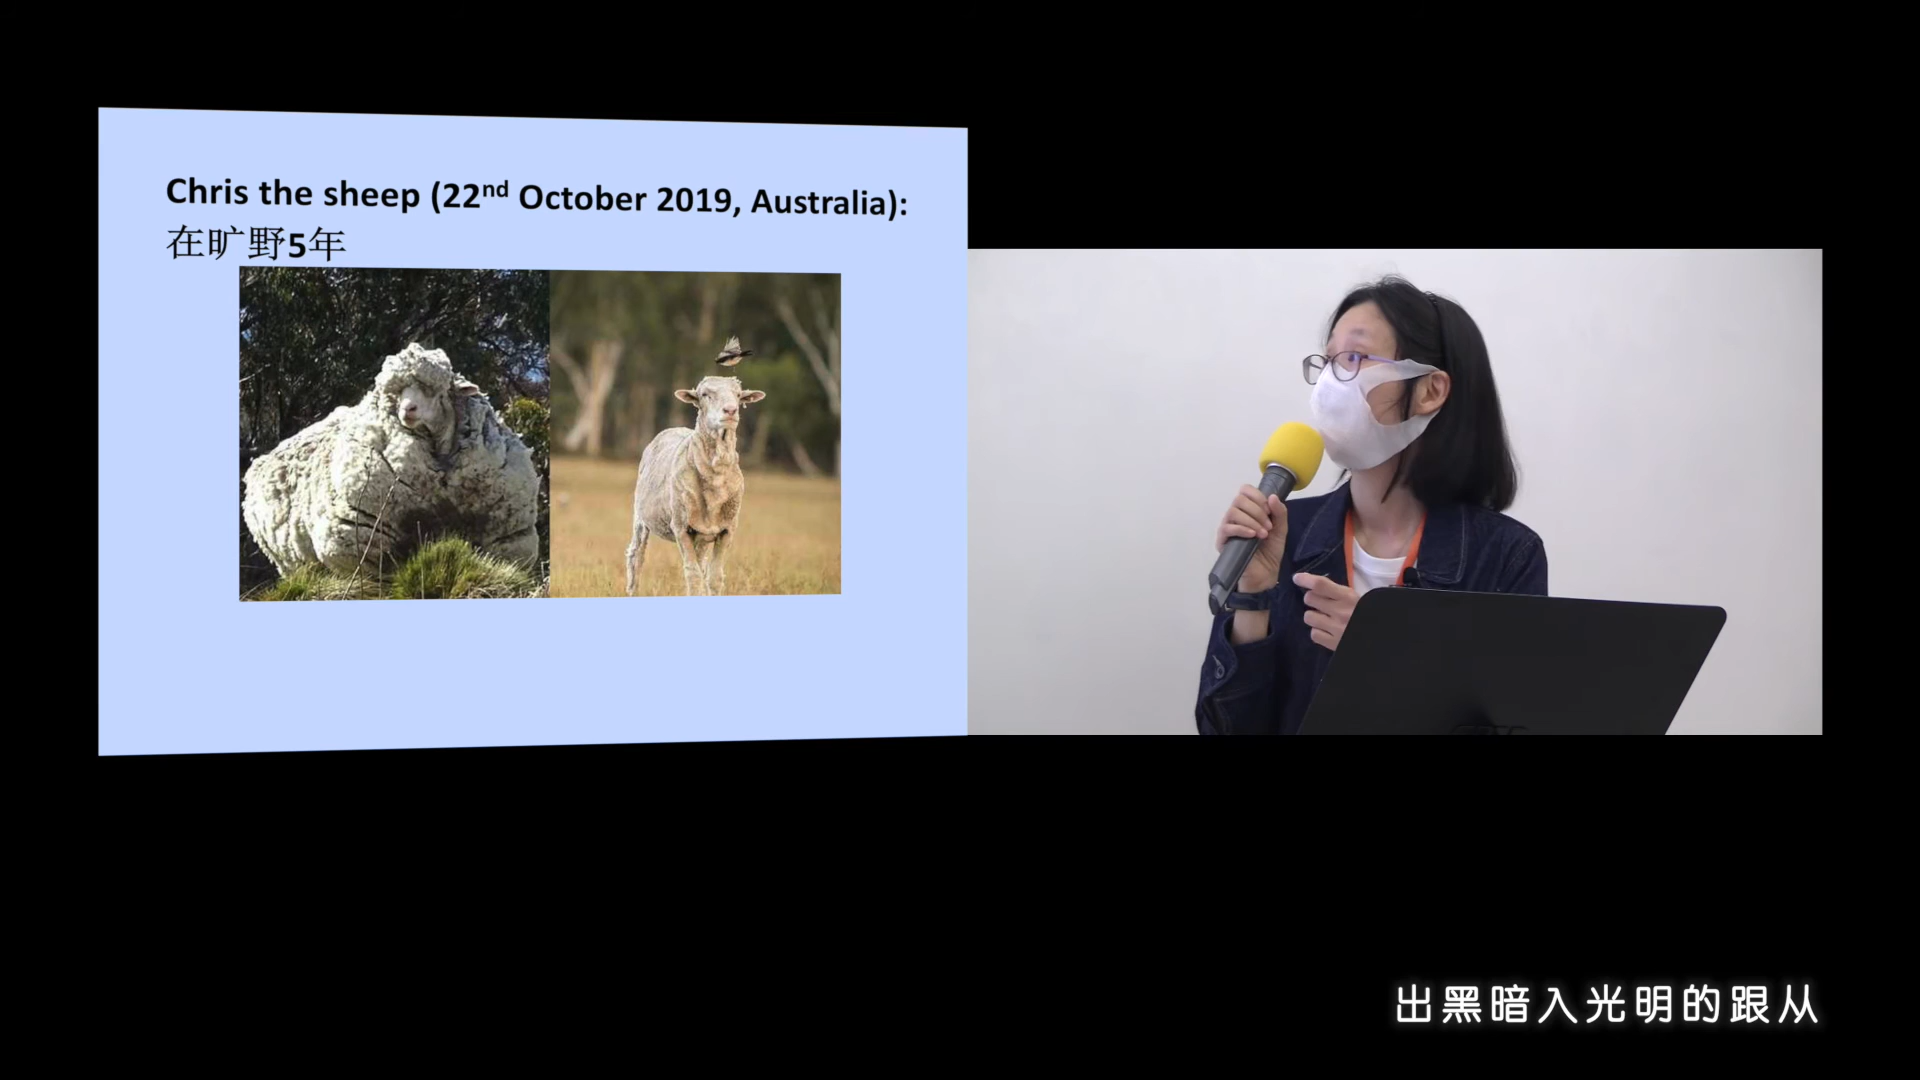 Chris the sheep (22nd October 2019, Australia):
在旷野5年
出黑暗入光明的跟从